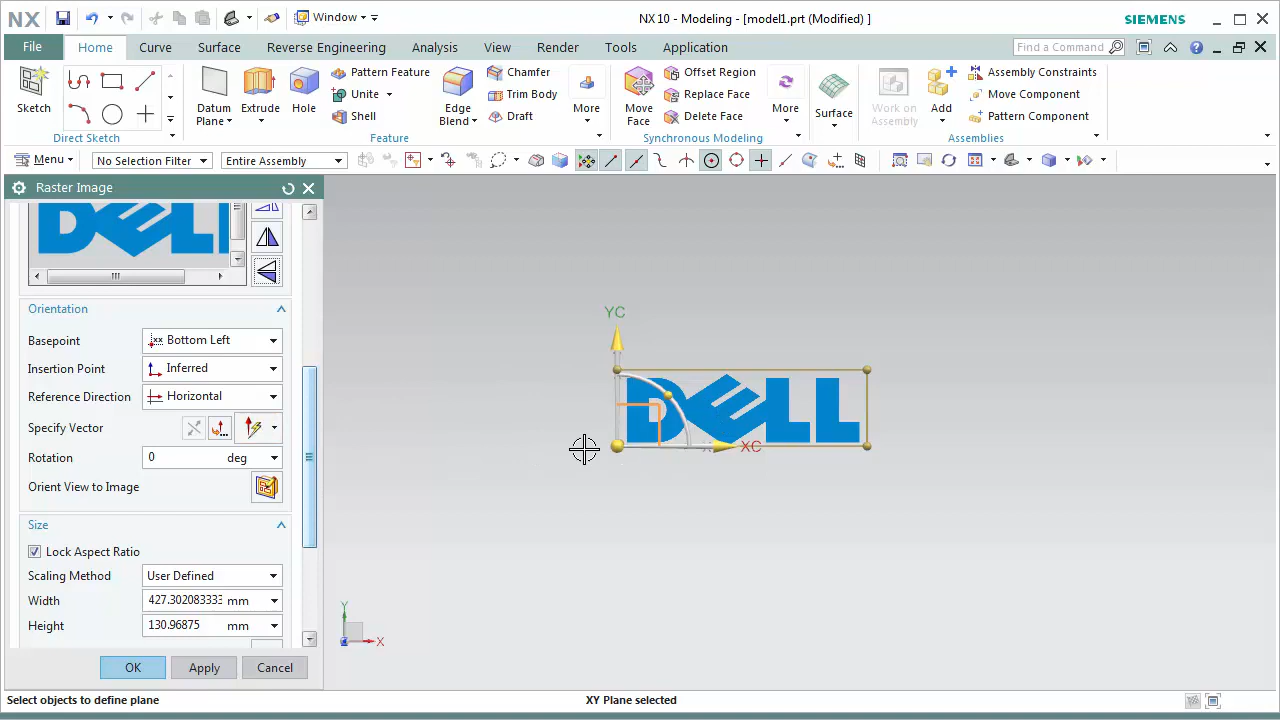 NX
Window
NX 10 - Modeling - [model1.prt (Modified) ]
SIEMENS
File Home Curve Surface Reverse Engineering Analysis View Render Tools Application
Find a Command
Sketch
Direct Sketch
Datum Plane
Extrude
Hole
Pattern Feature
Unite
Shell
Edge Blend
Chamfer
Trim Body
Draft
More
Feature
Move Face
Offset Region
Replace Face
Delete Face
More
Synchronous Modeling
Surface
Work on Assembly
Add
Assembly Constraints
Move Component
Pattern Component
Assemblies
Menu No Selection Filter Entire Assembly
Raster Image
DELL
Orientation
Basepoint Bottom Left
Insertion Point Inferred
Reference Direction Horizontal
Specify Vector
Rotation 0 deg
Orient View to Image
Size
Lock Aspect Ratio
Scaling Method User Defined
Width 427.302083333 mm
Height 130.96875 mm
OK Apply Cancel
YC
DELL
XC
Y
X
Select objects to define plane
XY Plane selected